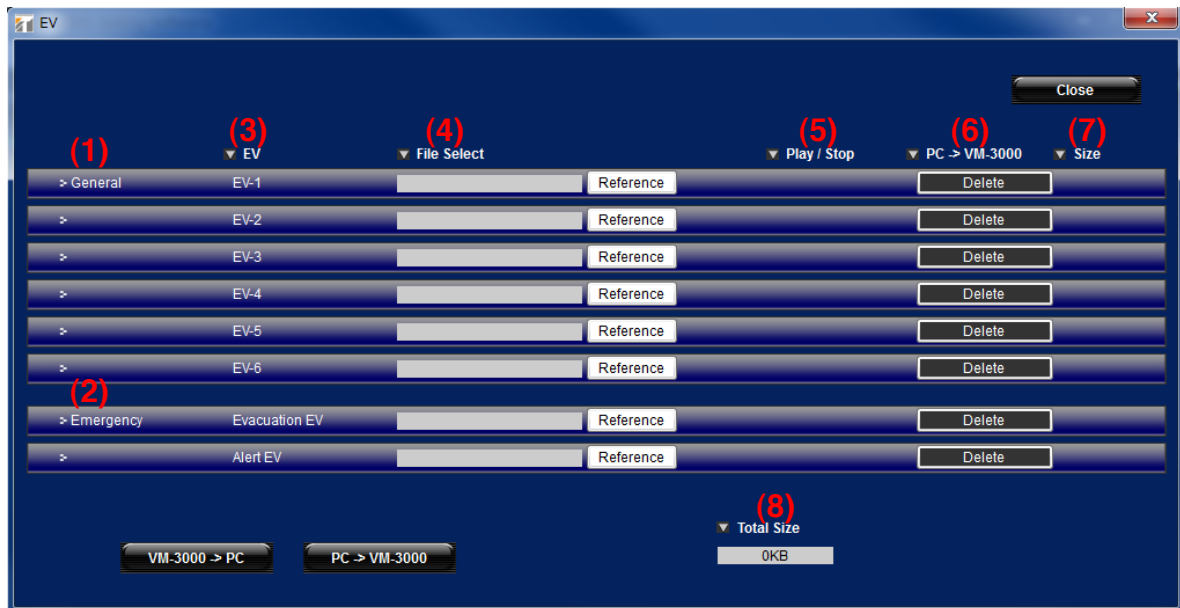 EV
Close
(1) (3) (4) (5) (6) (7)
EV File Select Play / Stop PC -> VM-3000 Size
> General EV-1 Reference Delete
> EV-2 Reference Delete
> EV-3 Reference Delete
> EV-4 Reference Delete
> EV-5 Reference Delete
> EV-6 Reference Delete
(2)
> Emergency Evacuation EV Reference Delete
> Alert EV Reference Delete
(8)
Total Size
VM-3000 -> PC PC -> VM-3000 0KB